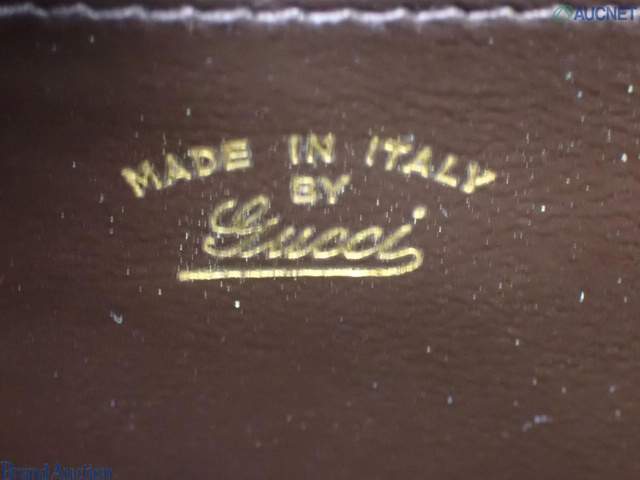 AUCNET
MADE IN ITALY
BY
Gucci
Brand Auction